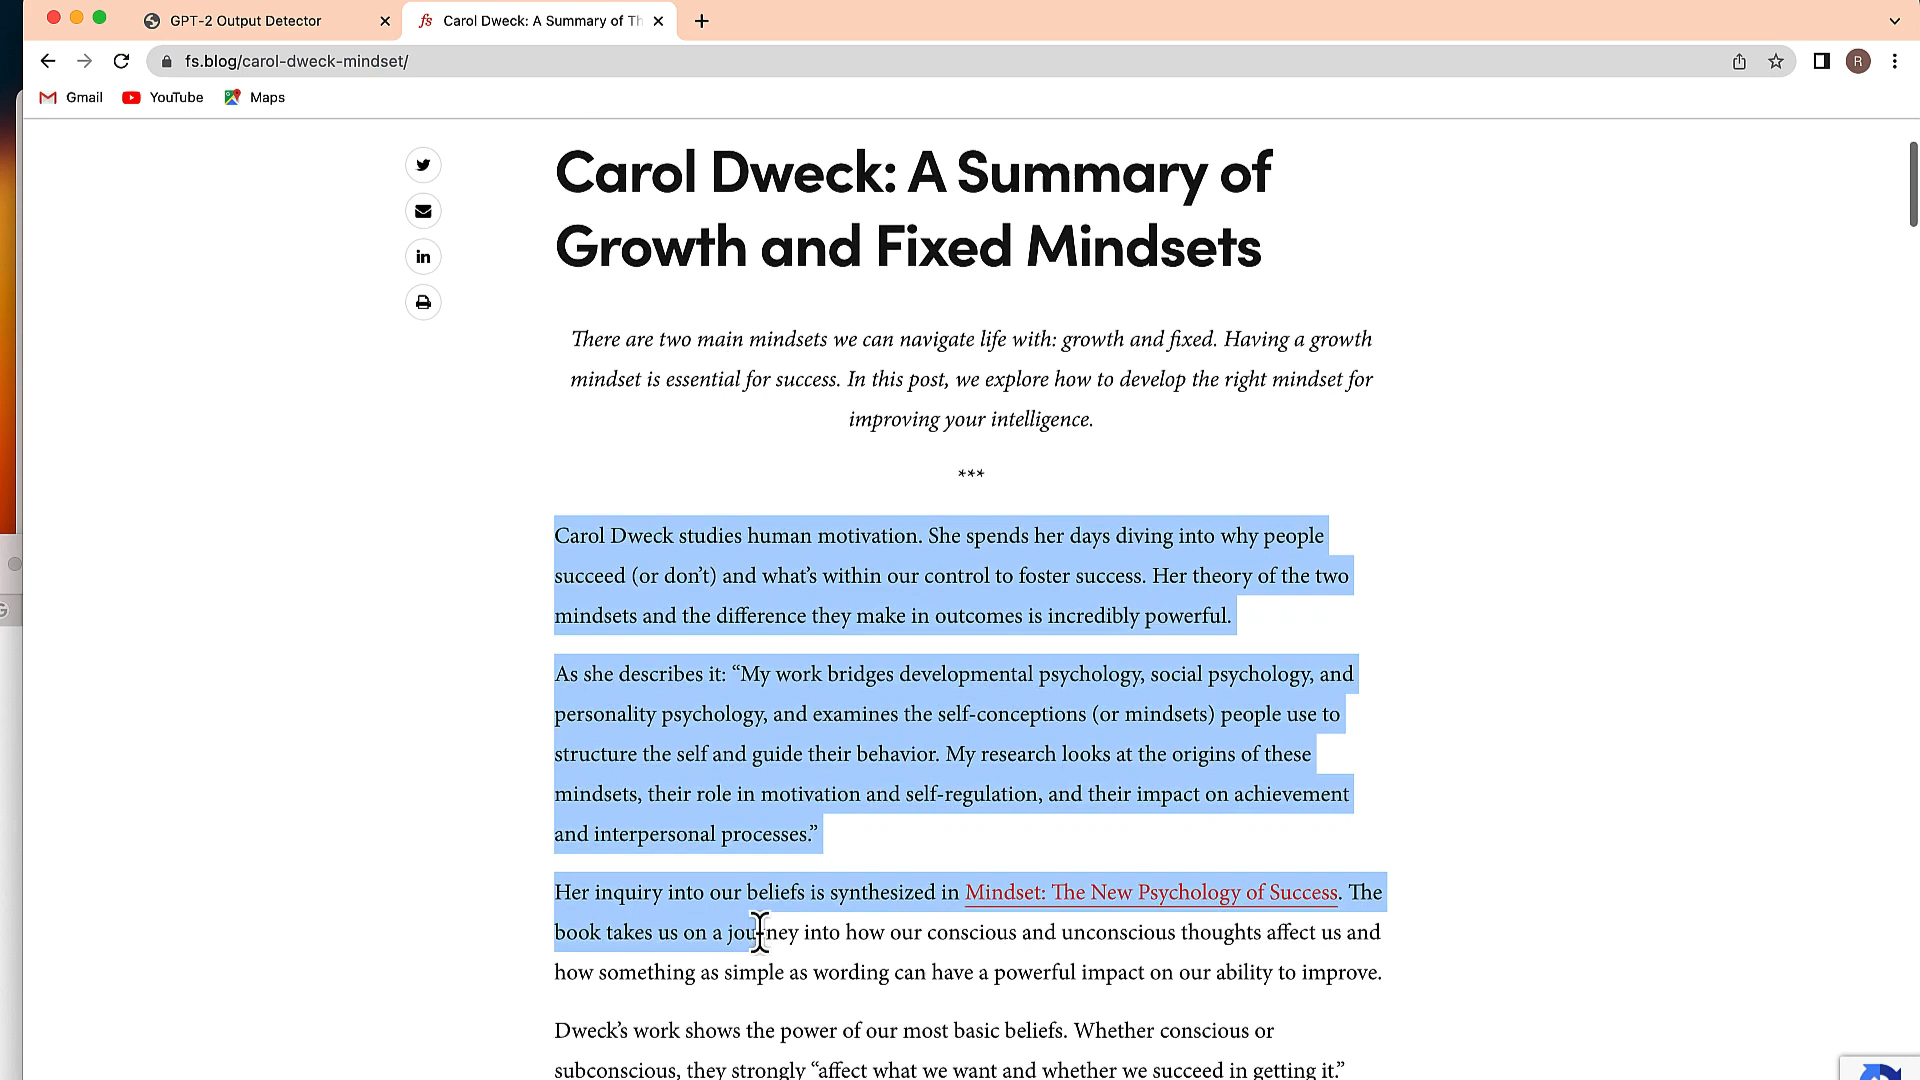 GPT-2 Output Detector
fs Carol Dweck: A Summary of Th
fs.blog/carol-dweck-mindset/
R
Gmail YouTube Maps
Carol Dweck: A Summary of
Growth and Fixed Mindsets
in
There are two main mindsets we can navigate life with: growth and fixed. Having a growth
mindset is essential for success. In this post, we explore how to develop the right mindset for
improving your intelligence.
***
Carol Dweck studies human motivation. She spends her days diving into why people
succeed (or don’t) and what’s within our control to foster success. Her theory of the two
mindsets and the difference they make in outcomes is incredibly powerful.
As she describes it: “My work bridges developmental psychology, social psychology, and
personality psychology, and examines the self-conceptions (or mindsets) people use to
structure the self and guide their behavior. My research looks at the origins of these
mindsets, their role in motivation and self-regulation, and their impact on achievement
and interpersonal processes.”
Her inquiry into our beliefs is synthesized in Mindset: The New Psychology of Success. The
book takes us on a journey into how our conscious and unconscious thoughts affect us and
how something as simple as wording can have a powerful impact on our ability to improve.
Dweck’s work shows the power of our most basic beliefs. Whether conscious or
subconscious, they strongly “affect what we want and whether we succeed in getting it.”